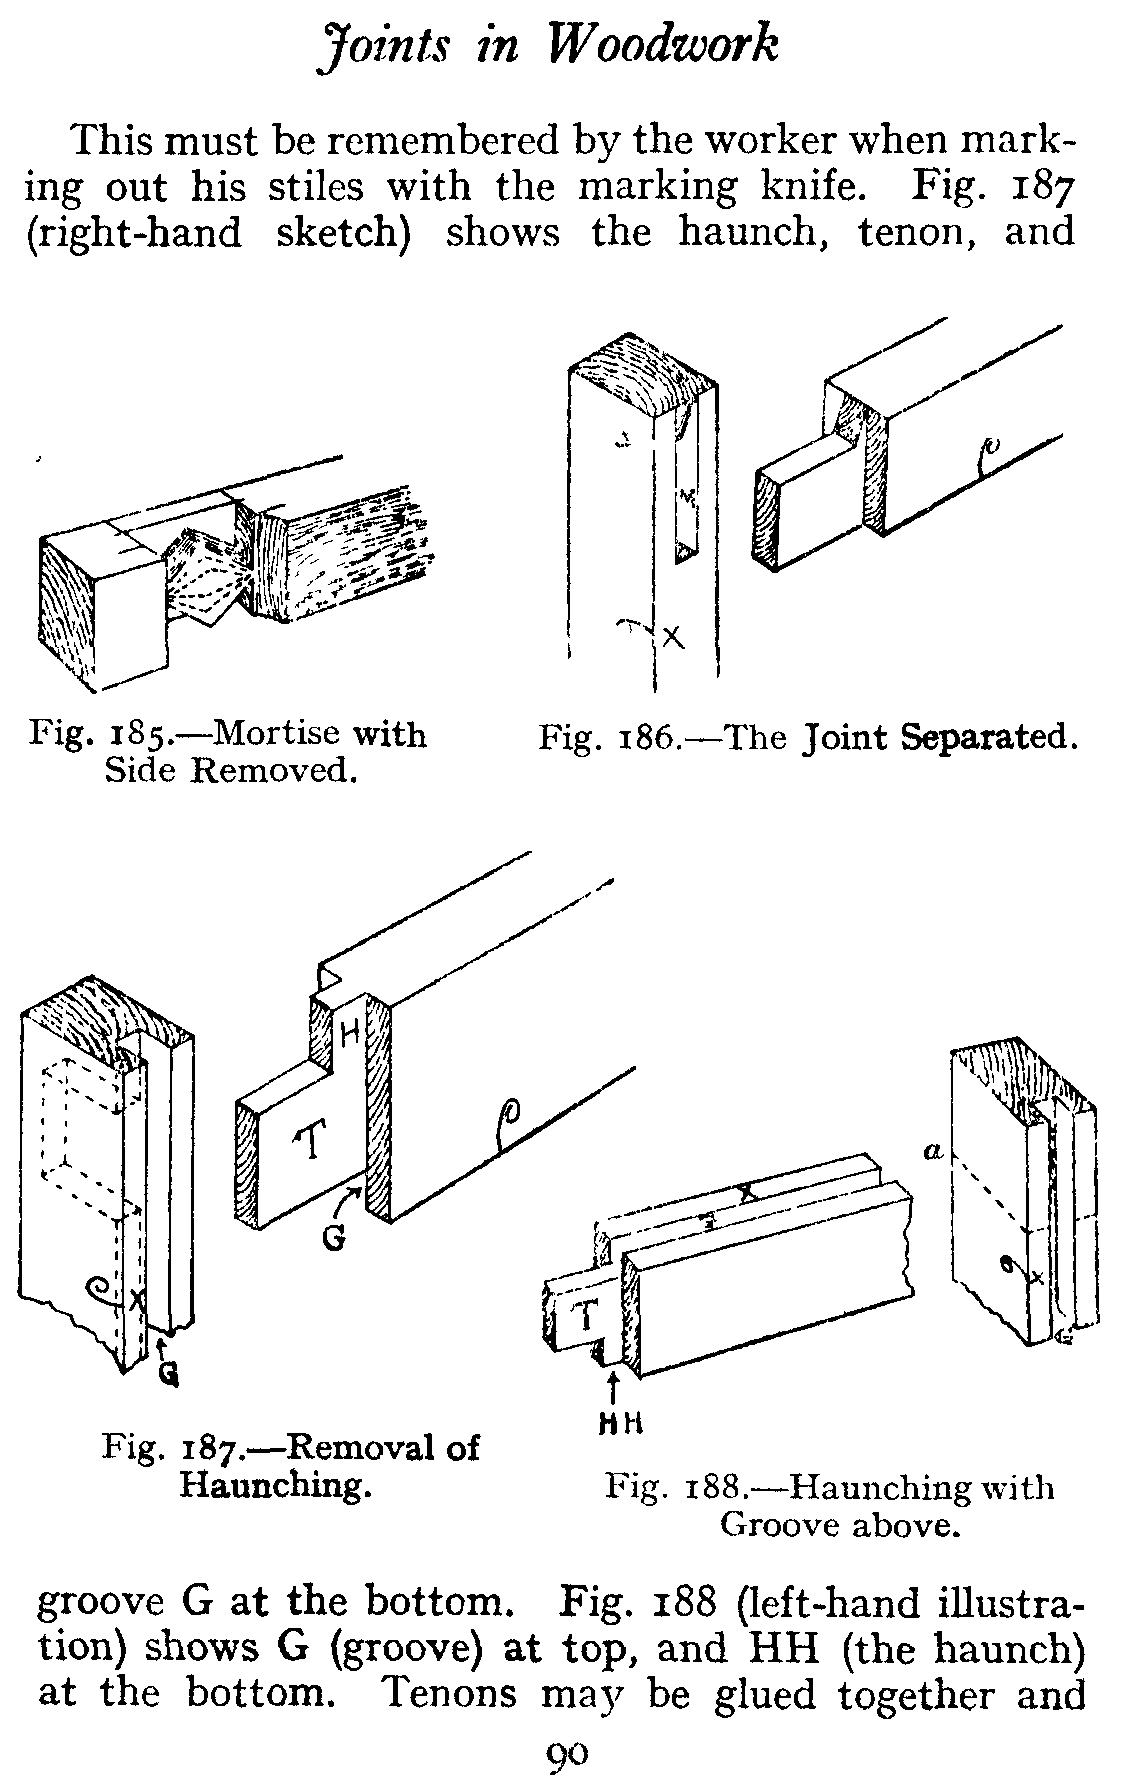 Joints in Woodwork
This must be remembered by the worker when mark-
ing out his stiles with the marking knife. Fig. 187
(right-hand sketch) shows the haunch, tenon, and
X
Fig. 185.—Mortise with
Side Removed.
Fig. 186.—The Joint Separated.
H
T
G
X
G
a
X
X
T
HH
Fig. 187.—Removal of
Haunching.
Fig. 188.—Haunching with
Groove above.
groove G at the bottom. Fig. 188 (left-hand illustra-
tion) shows G (groove) at top, and HH (the haunch)
at the bottom. Tenons may be glued together and
90